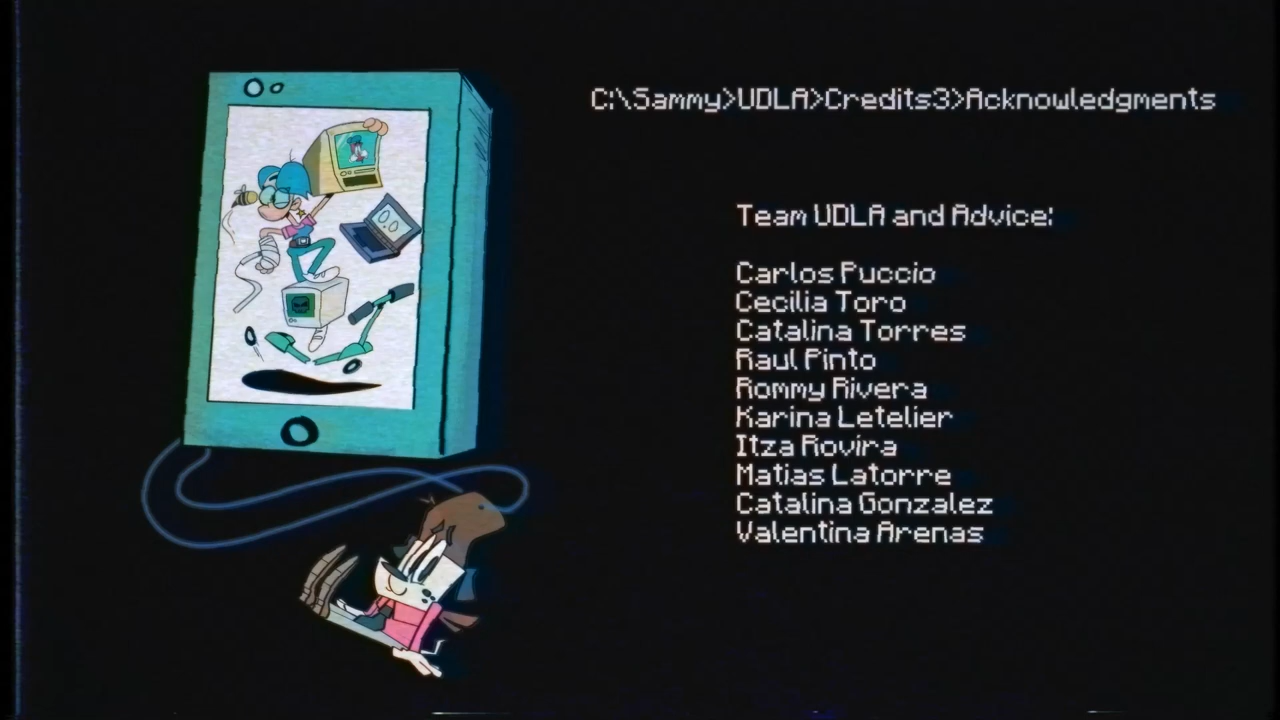 C:\Sammy>UDLA>Credits3>Acknowledgments
Team UDLA and Advice:
Carlos Puccio
Cecilia Toro
Catalina Torres
Raul Pinto
Rommy Rivera
Karina Letelier
Itza Rovira
Matias Latorre
Catalina Gonzalez
Valentina Arenas